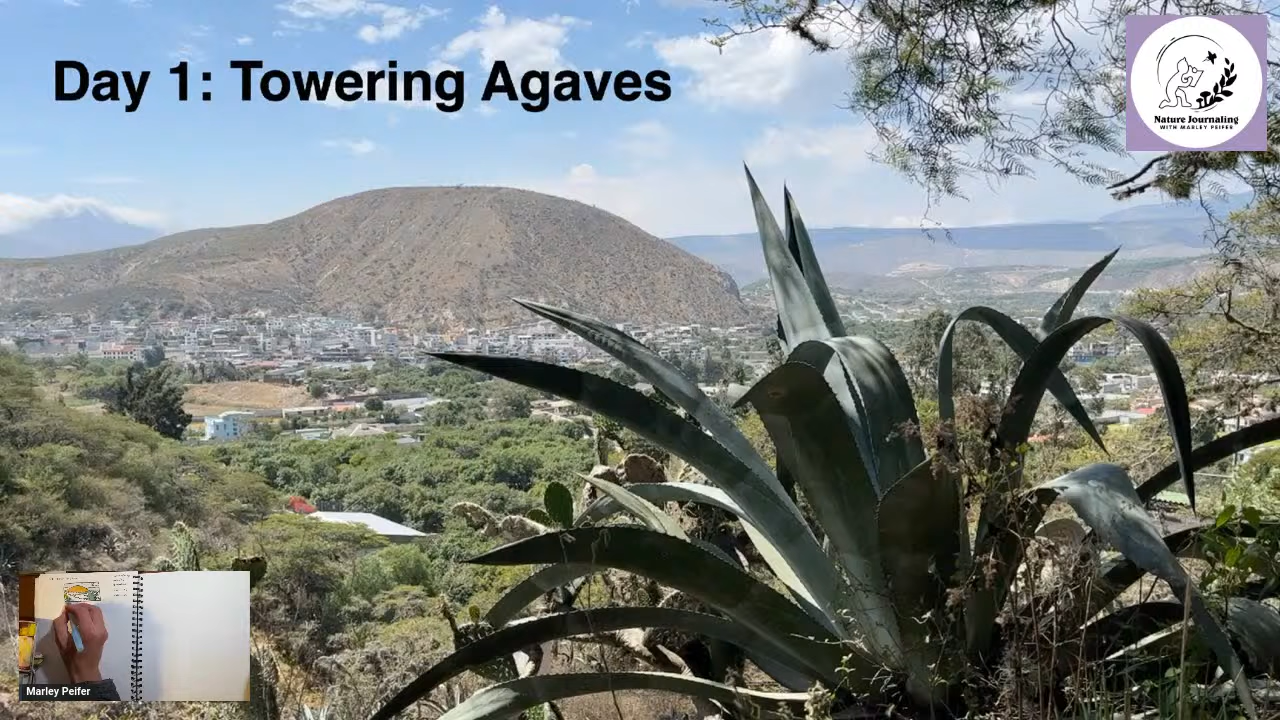 Day 1: Towering Agaves
Nature Journaling
WITH MARLEY PEIFER
Marley Peifer